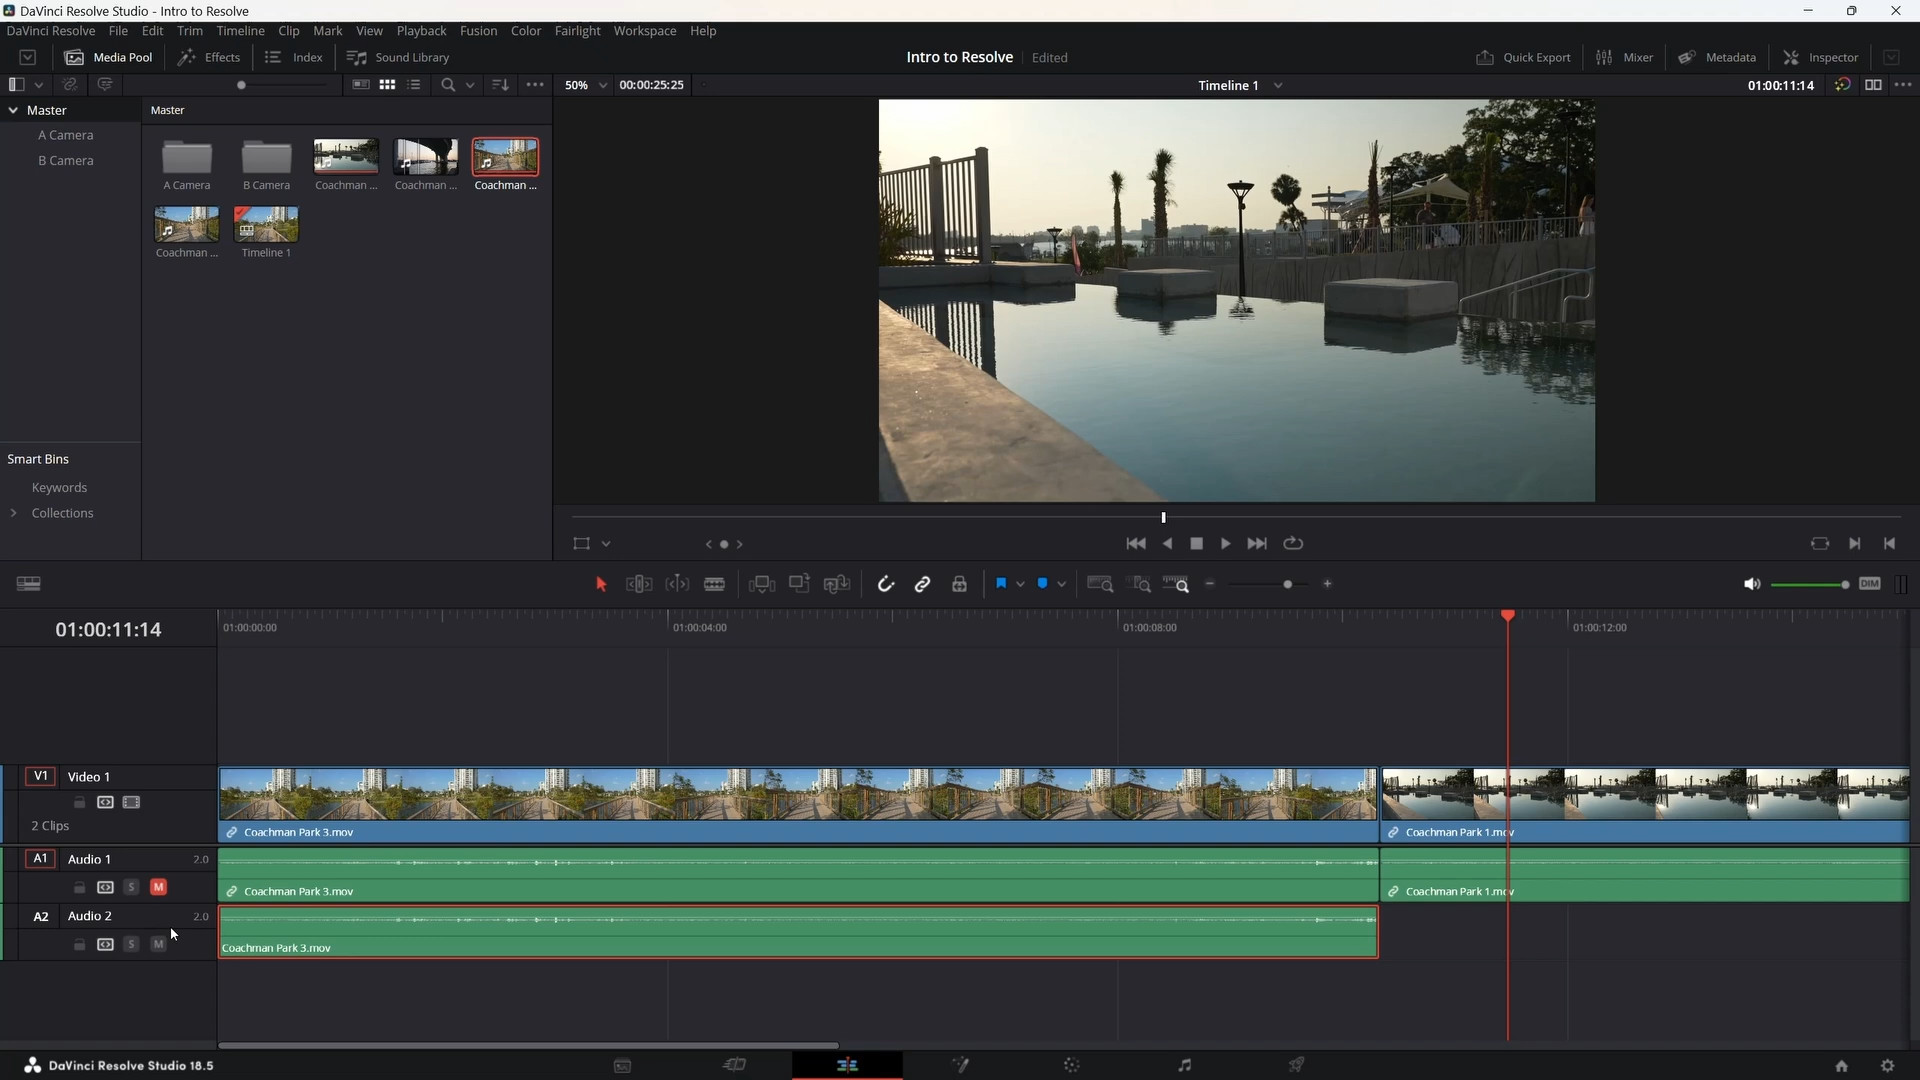 DaVinci Resolve Studio - Intro to Resolve
DaVinci Resolve File Edit Trim Timeline Clip Mark View Playback Fusion Color Fairlight Workspace Help
Media Pool Effects Index Sound Library Intro to Resolve Edited Quick Export Mixer Metadata Inspector
50% 00:00:25:25 Timeline 1 01:00:11:14
Master
A Camera
B Camera
Smart Bins
Keywords
Collections
Master
A Camera B Camera Coachman ... Coachman ... Coachman ...
Coachman ... Timeline 1
DIM
01:00:11:14 01:00:00:00 01:00:04:00 01:00:08:00 01:00:12:00
V1 Video 1
2 Clips
Coachman Park 3.mov Coachman Park 1.mov
A1 Audio 1 2.0
S M Coachman Park 3.mov Coachman Park 1.mov
A2 Audio 2 2.0
S M Coachman Park 3.mov
DaVinci Resolve Studio 18.5